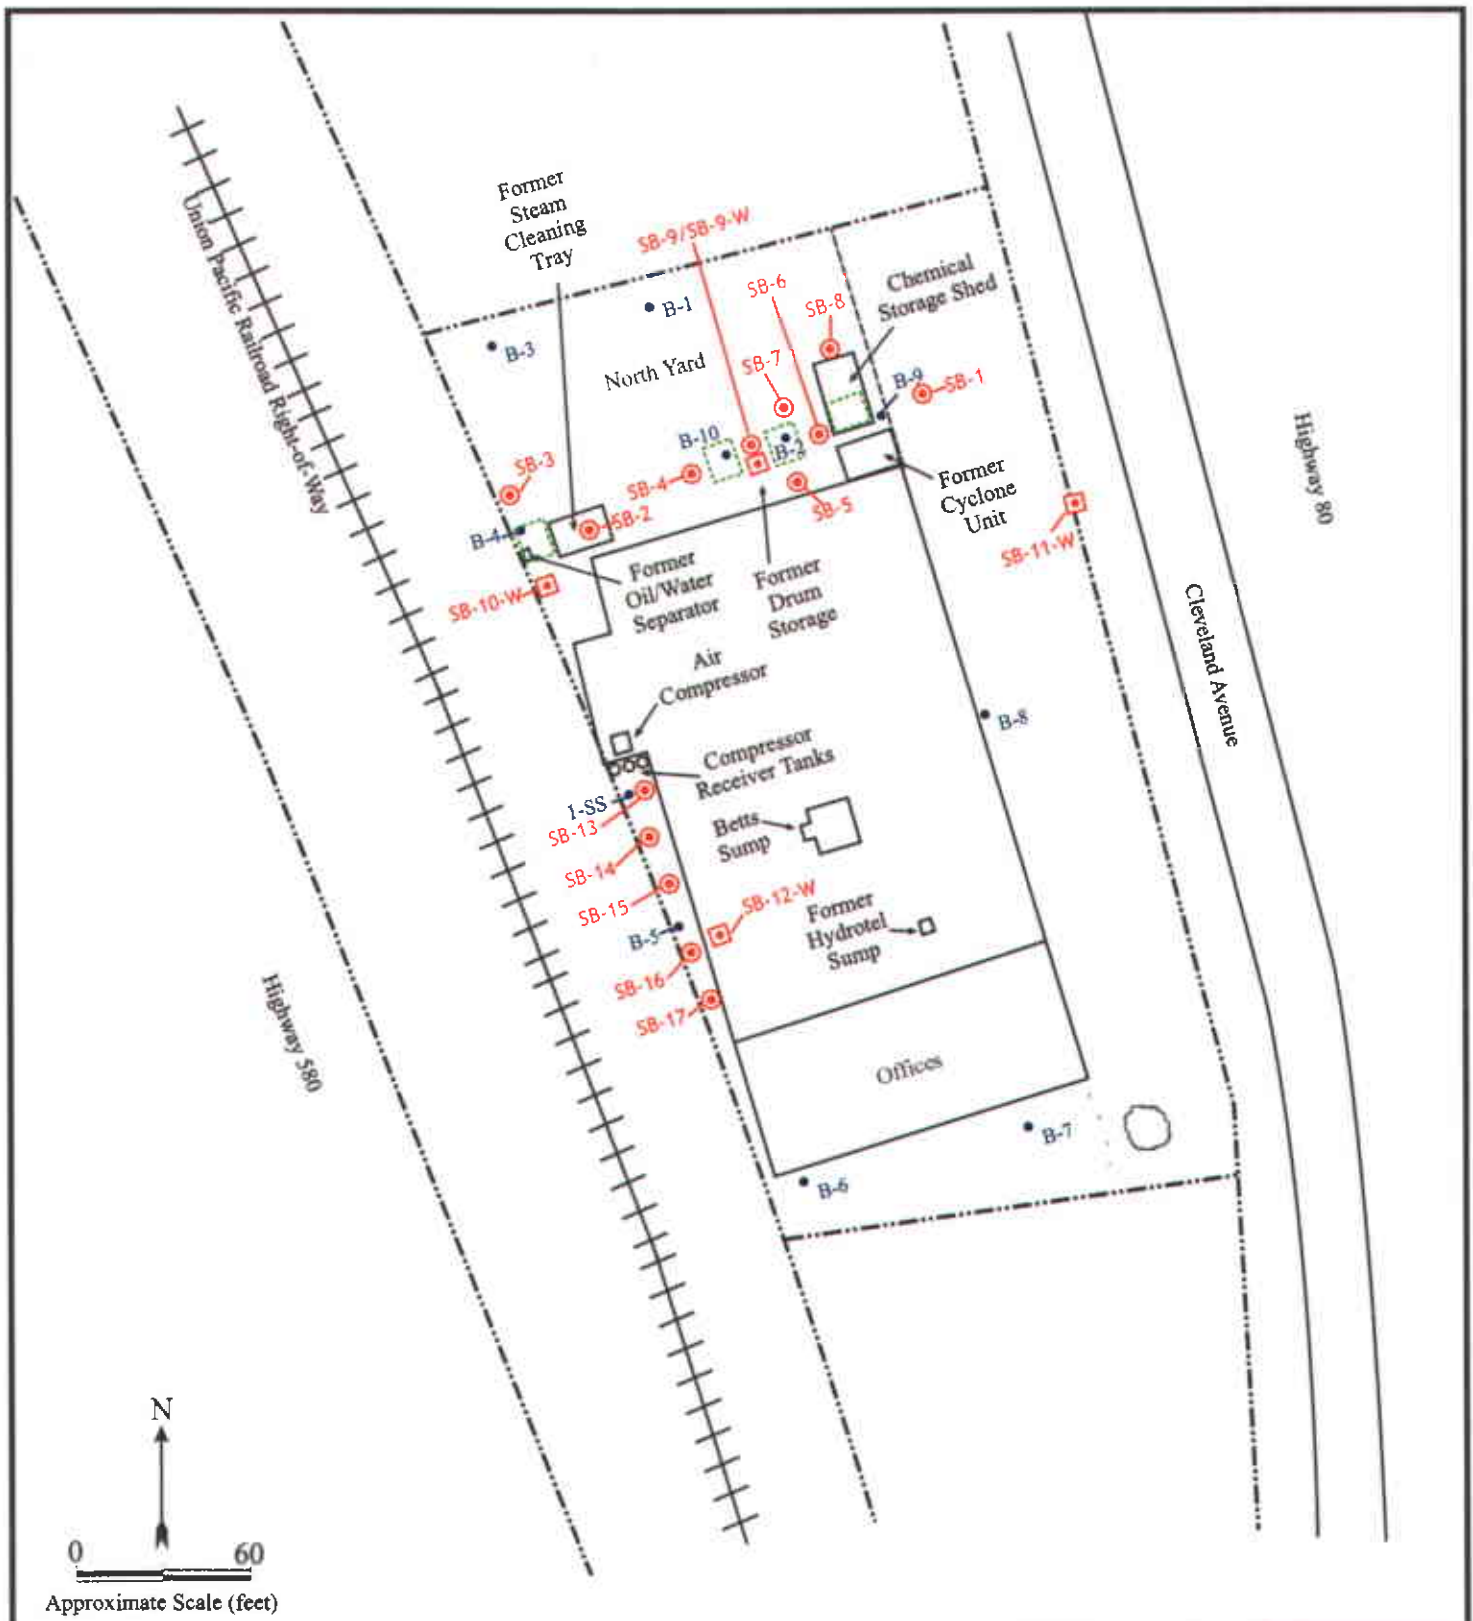 Former
Steam
Cleaning
Tray
SB-9/SB-9-W
Union Pacific Railroad Right-of-Way
B-1
SB-6
SB-8
Chemical
Storage Shed
B-3
North Yard
SB-7
B-9
SB-1
B-10
B-2
SB-3
SB-4
Former
Cyclone
Unit
Highway 80
B-4
SB-2
SB-5
SB-11-W
Former
Oil/Water
Separator
Former
Drum
Storage
SB-10-W
Cleveland Avenue
Air
Compressor
B-8
Compressor
Receiver Tanks
1-SS
SB-13
Betts
Sump
SB-14
SB-15
SB-12-W
Former
Hydrotel
Sump
B-5
SB-16
SB-17
Highway 580
Offices
B-7
B-6
N
0 60
Approximate Scale (feet)